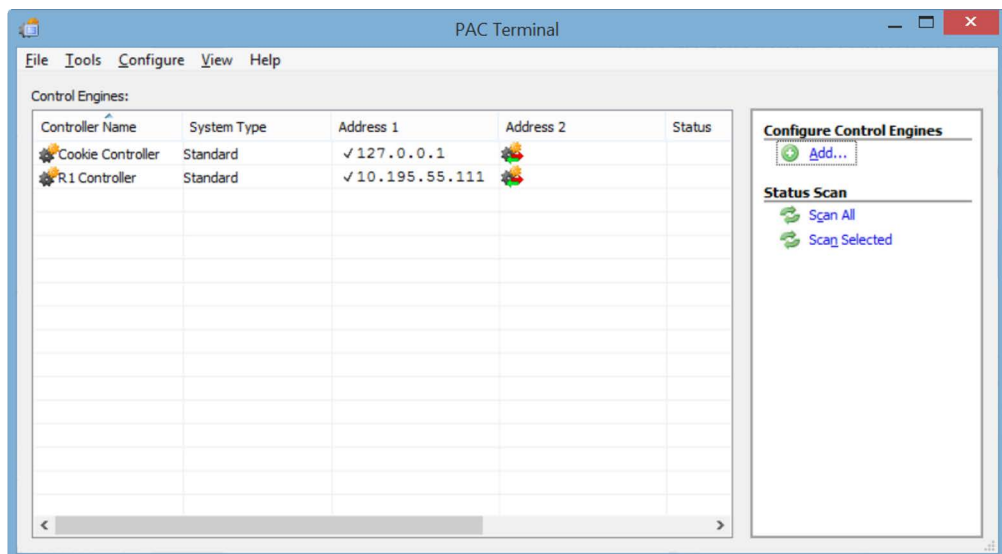 PAC Terminal
File Tools Configure View Help
Control Engines:
Controller Name System Type Address 1 Address 2 Status
Cookie Controller Standard ✓127.0.0.1
R1 Controller Standard ✓10.195.55.111
Configure Control Engines
Add...
Status Scan
Scan All
Scan Selected